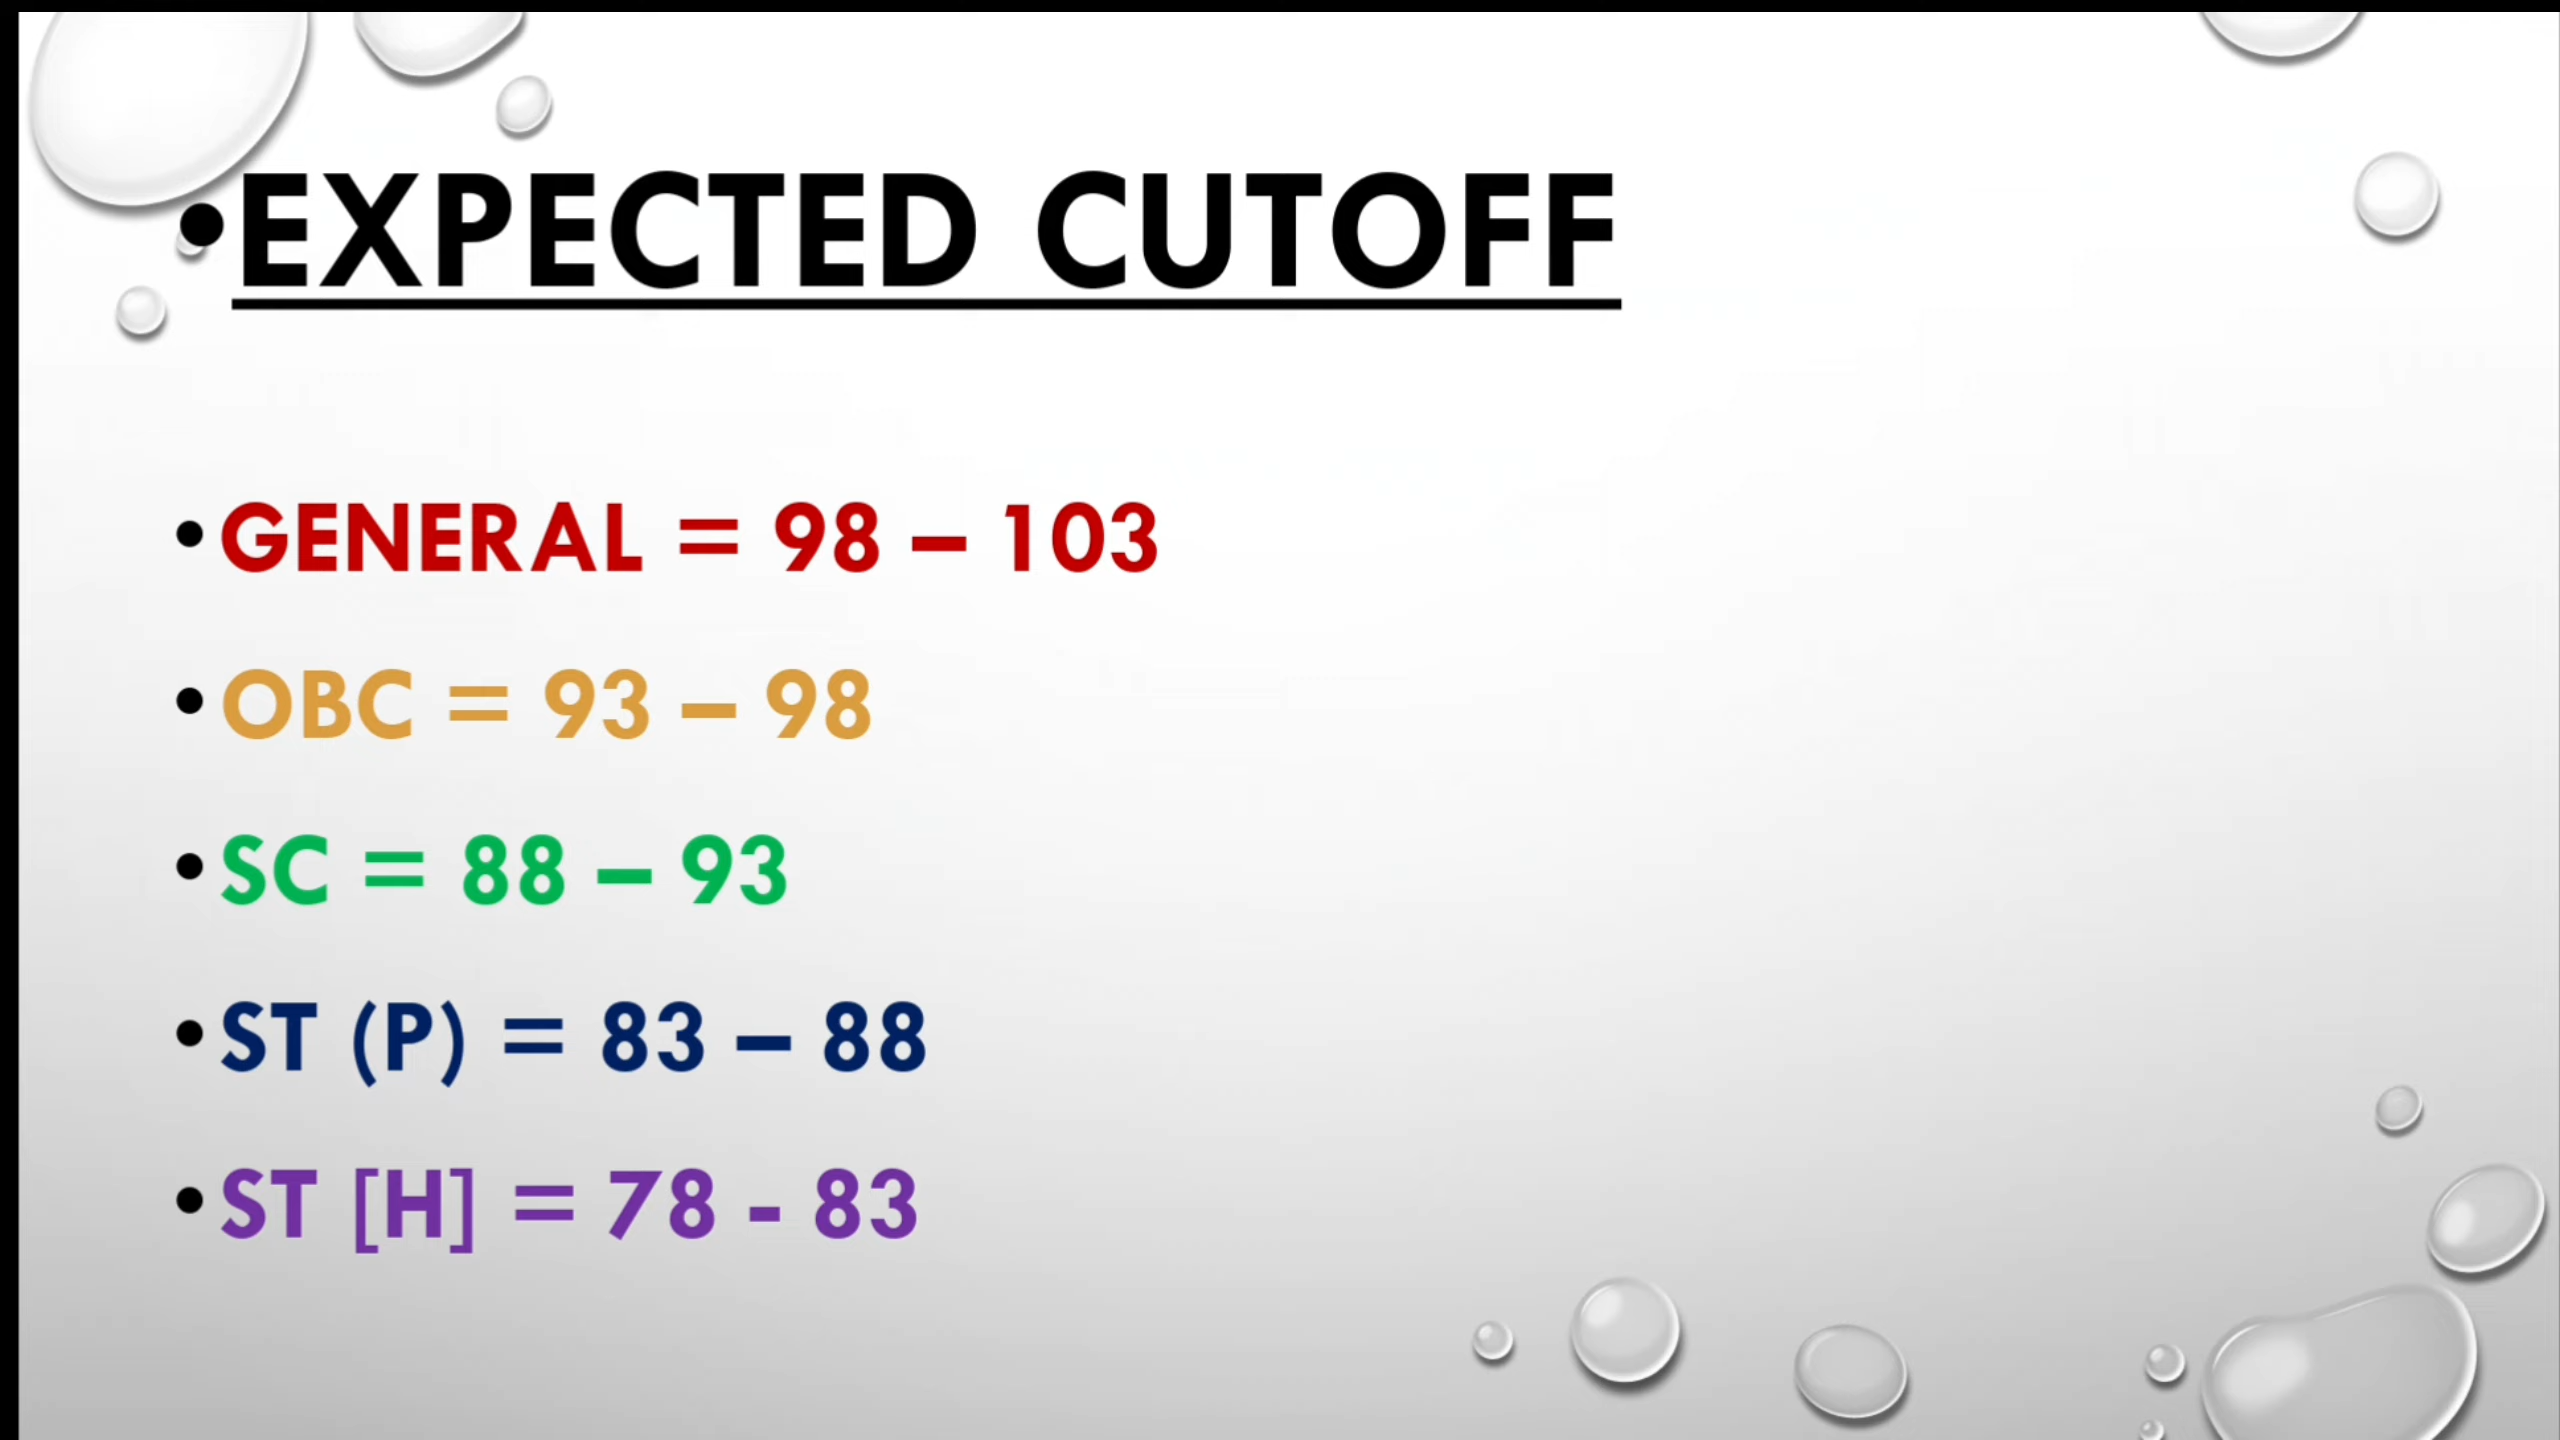 •EXPECTED CUTOFF
•GENERAL = 98 – 103
•OBC = 93 – 98
•SC = 88 – 93
•ST (P) = 83 – 88
•ST [H] = 78 - 83